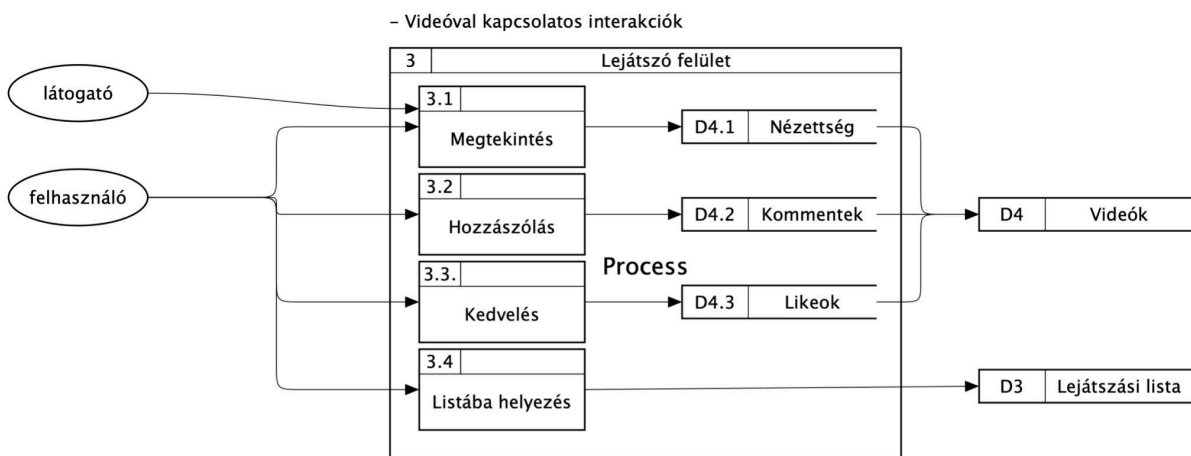 – Videóval kapcsolatos interakciók
3 Lejátszó felület
látogató
3.1
Megtekintés
D4.1 Nézettség
felhasználó
3.2
Hozzászólás
D4.2 Kommentek
D4 Videók
3.3.
Process
Kedvelés
D4.3 Likeok
3.4
Listába helyezés
D3 Lejátszási lista